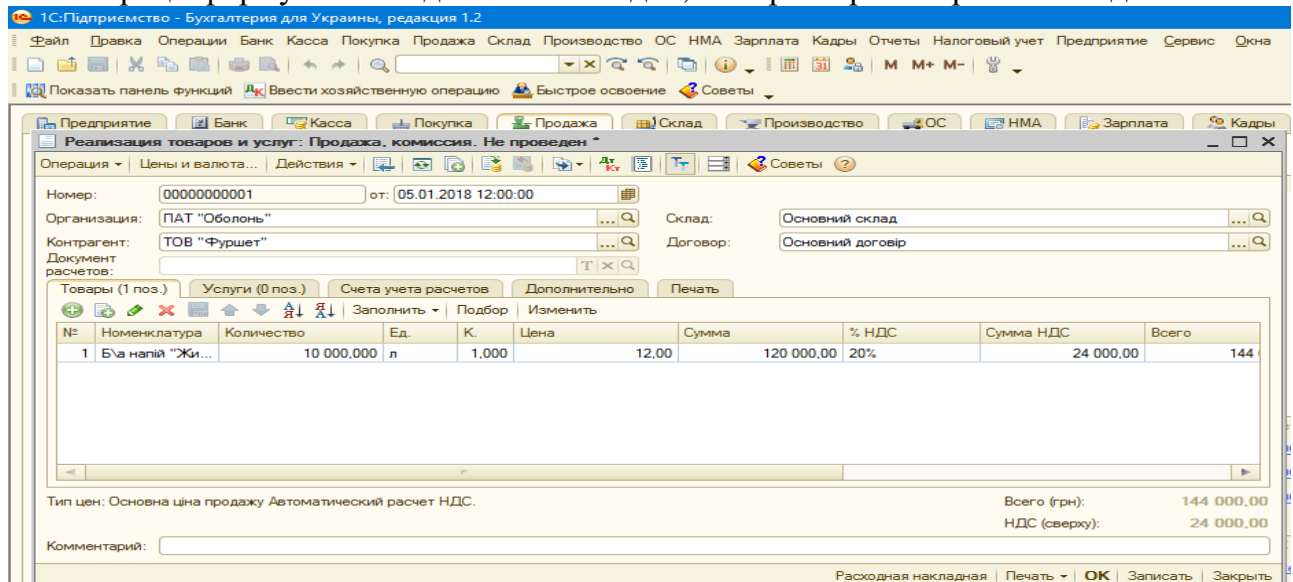 1С:Підприємство - Бухгалтерия для Украины, редакция 1.2
Файл Правка Операции Банк Касса Покупка Продажа Склад Производство ОС НМА Зарплата Кадры Отчеты Налоговый учет Предприятие Сервис Окна
M M+ M-
Показать панель функций Ввести хозяйственную операцию Быстрое освоение Советы
Предприятие Банк Касса Покупка Продажа Склад Производство ОС НМА Зарплата Кадры
Реализация товаров и услуг: Продажа, комиссия. Не проведен *
Операция Цены и валюта... Действия Советы
Номер: 00000000001 от: 05.01.2018 12:00:00
Организация: ПАТ "Оболонь" Склад: Основний склад
Контрагент: ТОВ "Фуршет" Договор: Основний договір
Документ расчетов:
Товары (1 поз.) Услуги (0 поз.) Счета учета расчетов Дополнительно Печать
Заполнить Подбор Изменить
№ Номенклатура Количество Ед. К. Цена Сумма % НДС Сумма НДС Всего
1 Б\а напій "Жи... 10 000,000 л 1,000 12,00 120 000,00 20% 24 000,00 144
Тип цен: Основна ціна продажу Автоматический расчет НДС. Всего (грн): 144 000,00
НДС (сверху): 24 000,00
Комментарий:
Расходная накладная Печать OK Записать Закрыть